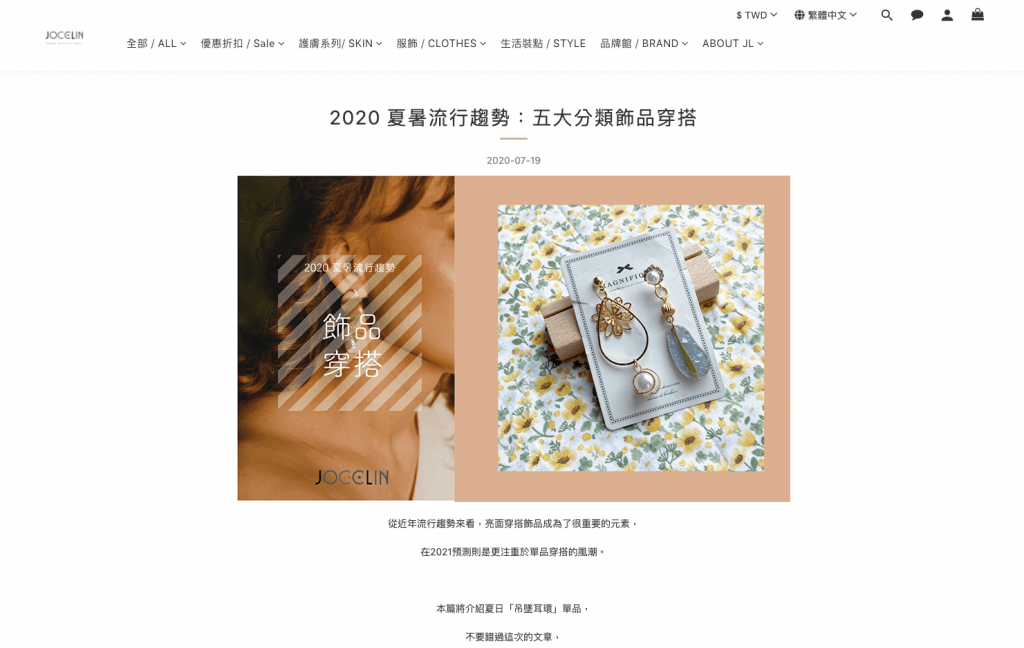 $ TWD
繁體中文
JOCELIN
全部 / ALL
優惠折扣 / Sale
護膚系列/ SKIN
服飾 / CLOTHES
生活裝點 / STYLE
品牌館 / BRAND
ABOUT JL
2020 夏暑流行趨勢：五大分類飾品穿搭
2020-07-19
2020 夏暑流行趨勢
飾品
穿搭
JOCELIN
MAGNIFIQ
從近年流行趨勢來看，亮面穿搭飾品成為了很重要的元素，
在2021預測則是更注重於單品穿搭的風潮。
本篇將介紹夏日「吊墜耳環」單品，
不要錯過這次的文章，